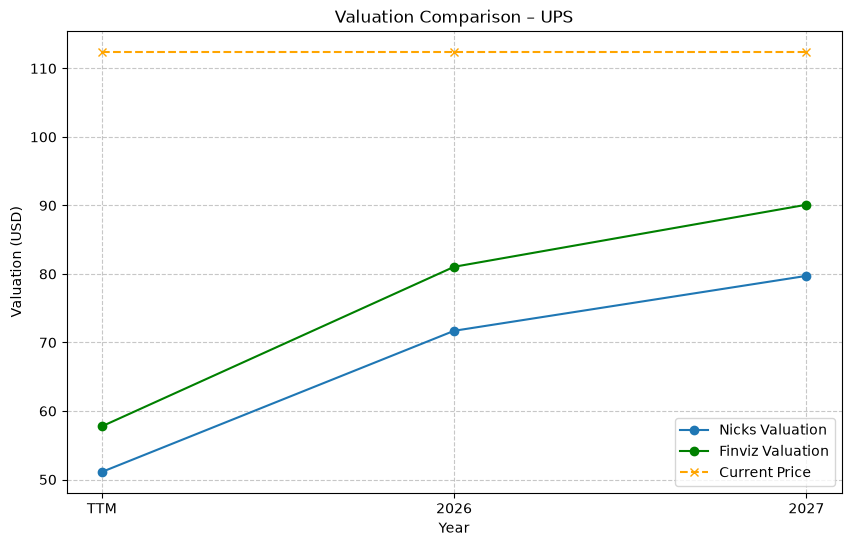 Valuation Comparison – UPS
Valuation (USD)
110
100
90
80
70
60
50
TTM
2026
2027
Year
Nicks Valuation
Finviz Valuation
Current Price